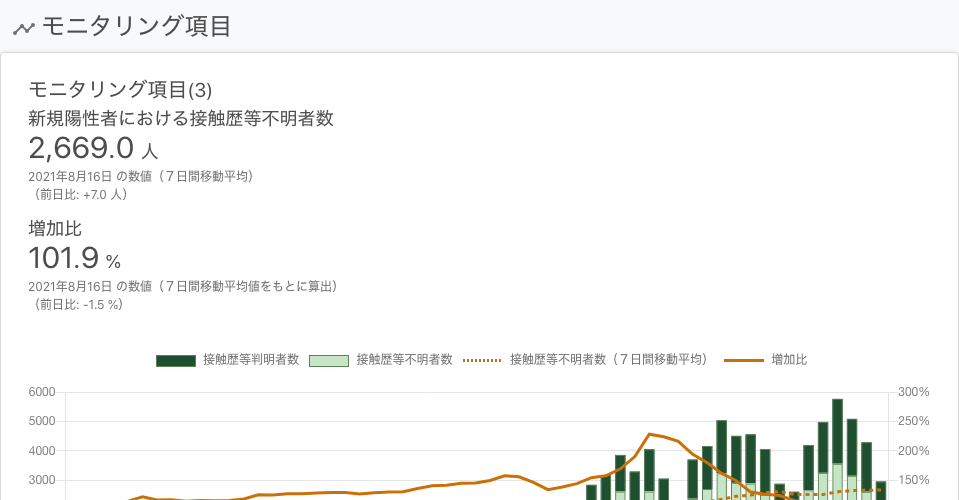 モニタリング項目
モニタリング項目(3)
新規陽性者における接触歴等不明者数
2,669.0 人
2021年8月16日 の数値（７日間移動平均）
（前日比: +7.0 人）
増加比
101.9 %
2021年8月16日 の数値（７日間移動平均値をもとに算出）
（前日比: -1.5 %）
接触歴等判明者数 接触歴等不明者数 接触歴等不明者数（７日間移動平均） 増加比
6000 300%
5000 250%
4000 200%
3000 150%